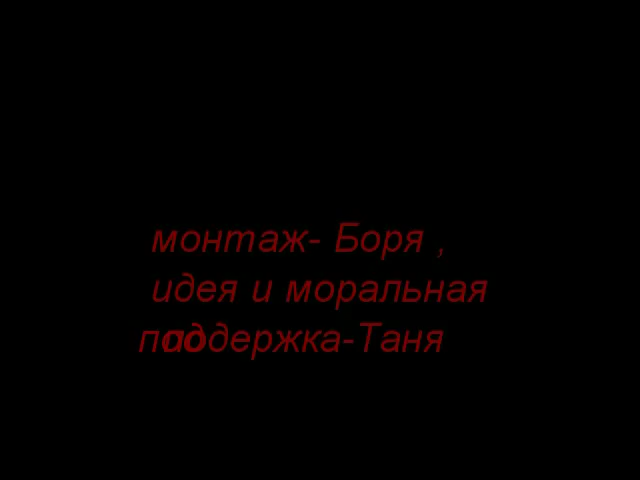 монтаж- Боря ,
идея и моральная
поддержка-Таня